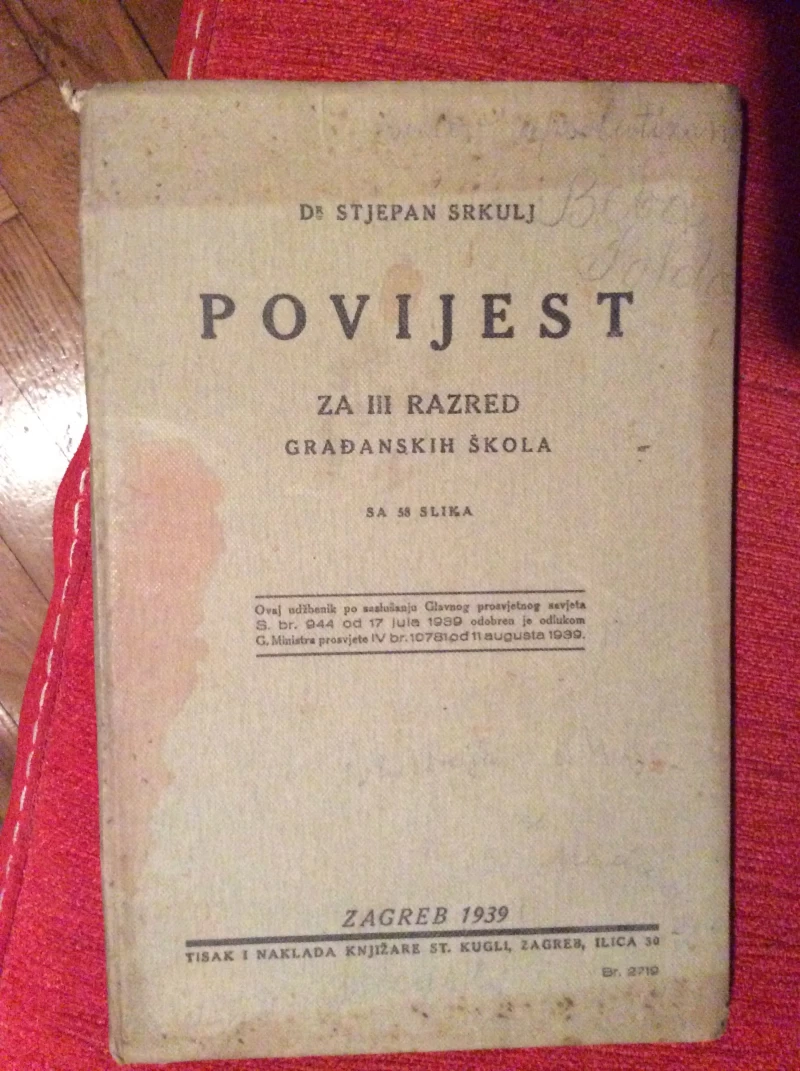 Dr. STJEPAN SRKULJ
POVIJEST
ZA III RAZRED
GRAĐANSKIH ŠKOLA
SA 58 SLIKA
Ovaj udžbenik po saslušanju Glavnog prosvjetnog savjeta
S. br. 944 od 17 jula 1939 odobren je odlukom
G. Ministra prosvjete IV br. 10781 od 11 augusta 1939.
ZAGREB 1939
TISAK I NAKLADA KNJIŽARE ST. KUGLI, ZAGREB, ILICA 30
Br. 2719